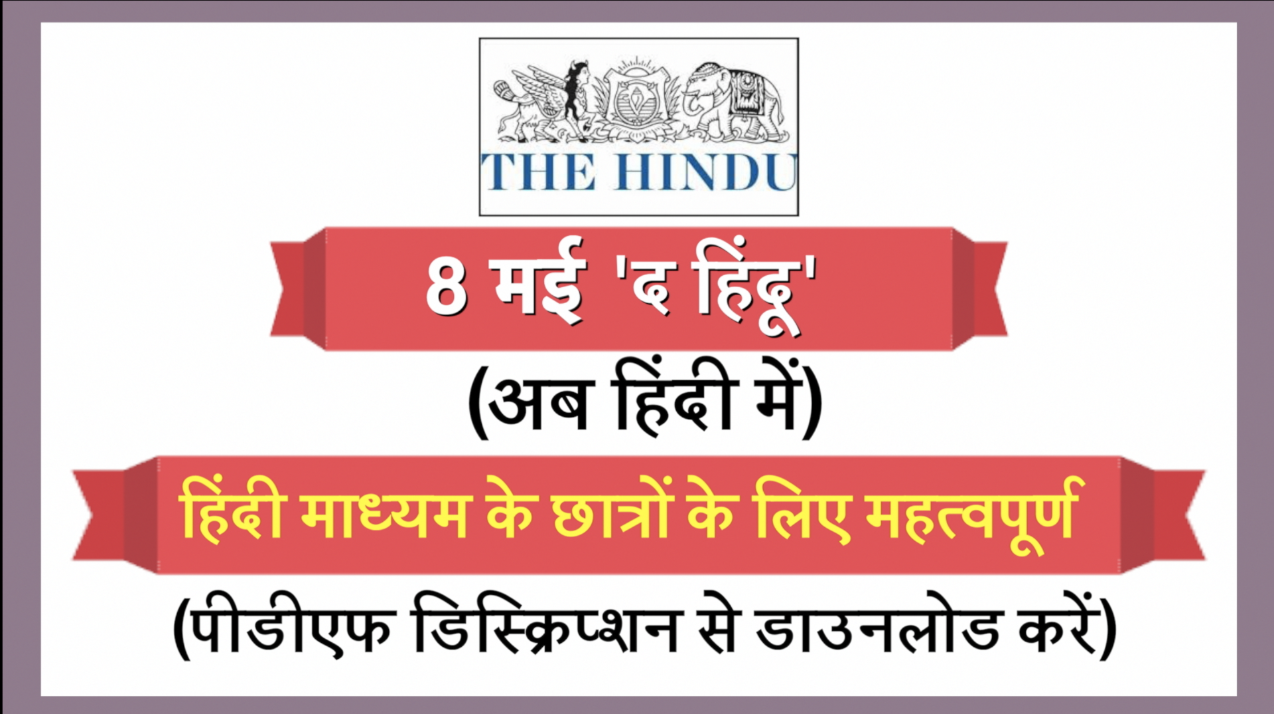 THE HINDU
8 मई 'द हिंदू'
(अब हिंदी में)
हिंदी माध्यम के छात्रों के लिए महत्वपूर्ण
(पीडीएफ डिस्क्रिप्शन से डाउनलोड करें)